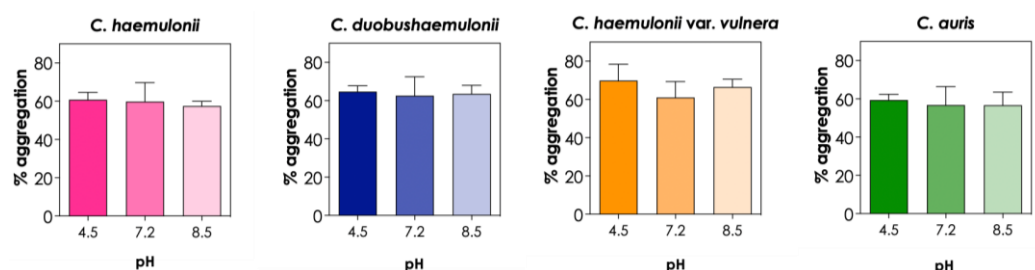 C. haemulonii
% aggregation
80
60
40
20
0
4.5 7.2 8.5
pH
C. duobushaemulonii
% aggregation
80
60
40
20
0
4.5 7.2 8.5
pH
C. haemulonii var. vulnera
% aggregation
80
60
40
20
0
4.5 7.2 8.5
pH
C. auris
% aggregation
80
60
40
20
0
4.5 7.2 8.5
pH